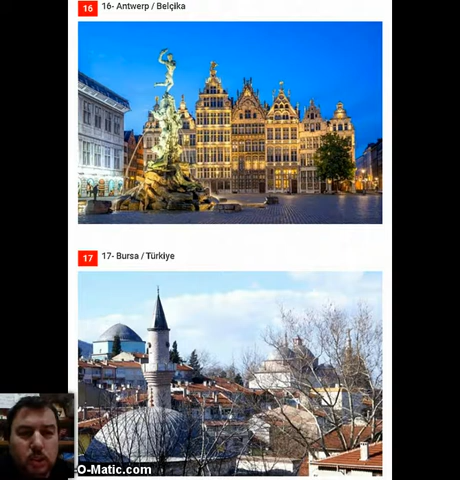 16
16- Antwerp / Belçika
17
17- Bursa / Türkiye
O-Matic.com